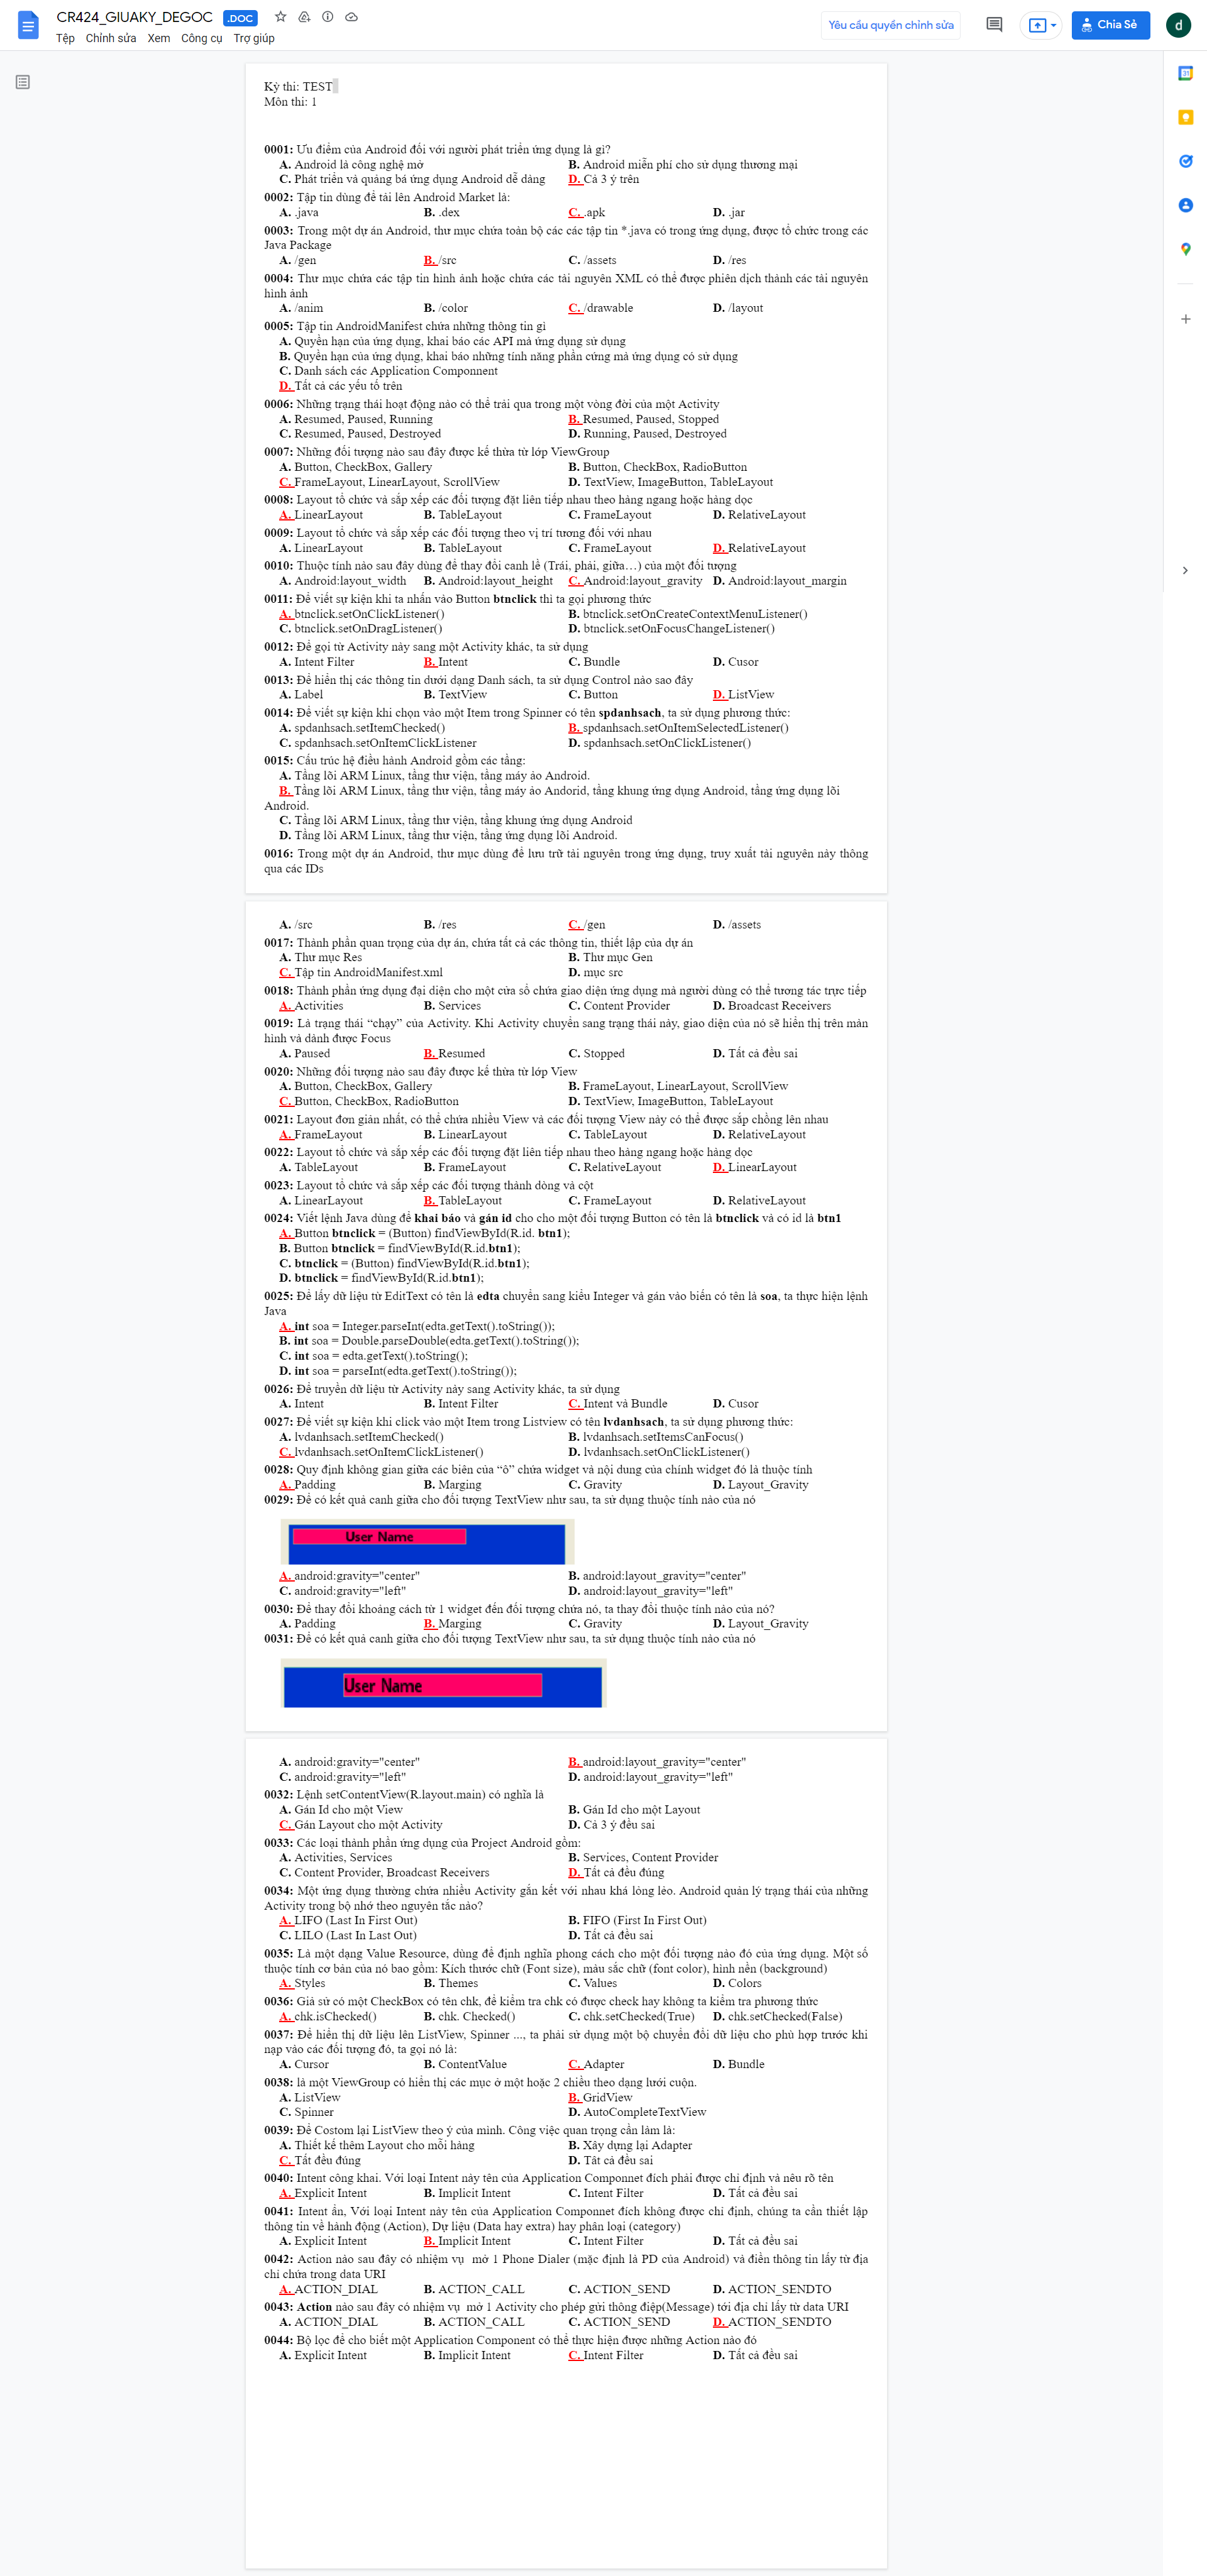 CR424_GIUAKY_DEGOC .DOC
Tệp Chỉnh sửa Xem Công cụ Trợ giúp
Yêu cầu quyền chỉnh sửa
Chia Sẻ
d
31
Kỳ thi: TEST
Môn thi: 1
0001: Ưu điểm của Android đối với người phát triển ứng dụng là gì?
A. Android là công nghệ mở B. Android miễn phí cho sử dụng thương mại
C. Phát triển và quảng bá ứng dụng Android dễ dàng D. Cả 3 ý trên
0002: Tập tin dùng để tải lên Android Market là:
A. .java B. .dex C. .apk D. .jar
0003: Trong một dự án Android, thư mục chứa toàn bộ các các tập tin *.java có trong ứng dụng, được tổ chức trong các
Java Package
A. /gen B. /src C. /assets D. /res
0004: Thư mục chứa các tập tin hình ảnh hoặc chứa các tài nguyên XML có thể được phiên dịch thành các tài nguyên
hình ảnh
A. /anim B. /color C. /drawable D. /layout
0005: Tập tin AndroidManifest chứa những thông tin gì
A. Quyền hạn của ứng dụng, khai báo các API mà ứng dụng sử dụng
B. Quyền hạn của ứng dụng, khai báo những tính năng phần cứng mà ứng dụng có sử dụng
C. Danh sách các Application Componnent
D. Tất cả các yếu tố trên
0006: Những trạng thái hoạt động nào có thể trải qua trong một vòng đời của một Activity
A. Resumed, Paused, Running B. Resumed, Paused, Stopped
C. Resumed, Paused, Destroyed D. Running, Paused, Destroyed
0007: Những đối tượng nào sau đây được kế thừa từ lớp ViewGroup
A. Button, CheckBox, Gallery B. Button, CheckBox, RadioButton
C. FrameLayout, LinearLayout, ScrollView D. TextView, ImageButton, TableLayout
0008: Layout tổ chức và sắp xếp các đối tượng đặt liên tiếp nhau theo hàng ngang hoặc hàng dọc
A. LinearLayout B. TableLayout C. FrameLayout D. RelativeLayout
0009: Layout tổ chức và sắp xếp các đối tượng theo vị trí tương đối với nhau
A. LinearLayout B. TableLayout C. FrameLayout D. RelativeLayout
0010: Thuộc tính nào sau đây dùng để thay đổi canh lề (Trái, phải, giữa…) của một đối tượng
A. Android:layout_width B. Android:layout_height C. Android:layout_gravity D. Android:layout_margin
0011: Để viết sự kiện khi ta nhấn vào Button btnclick thì ta gọi phương thức
A. btnclick.setOnClickListener() B. btnclick.setOnCreateContextMenuListener()
C. btnclick.setOnDragListener() D. btnclick.setOnFocusChangeListener()
0012: Để gọi từ Activity này sang một Activity khác, ta sử dụng
A. Intent Filter B. Intent C. Bundle D. Cusor
0013: Để hiển thị các thông tin dưới dạng Danh sách, ta sử dụng Control nào sao đây
A. Label B. TextView C. Button D. ListView
0014: Để viết sự kiện khi chọn vào một Item trong Spinner có tên spdanhsach, ta sử dụng phương thức:
A. spdanhsach.setItemChecked() B. spdanhsach.setOnItemSelectedListener()
C. spdanhsach.setOnItemClickListener D. spdanhsach.setOnClickListener()
0015: Cấu trúc hệ điều hành Android gồm các tầng:
A. Tầng lõi ARM Linux, tầng thư viện, tầng máy ảo Android.
B. Tầng lõi ARM Linux, tầng thư viện, tầng máy ảo Andorid, tầng khung ứng dụng Android, tầng ứng dụng lõi
Android.
C. Tầng lõi ARM Linux, tầng thư viện, tầng khung ứng dụng Android
D. Tầng lõi ARM Linux, tầng thư viện, tầng ứng dụng lõi Android.
0016: Trong một dự án Android, thư mục dùng để lưu trữ tài nguyên trong ứng dụng, truy xuất tài nguyên này thông
qua các IDs
A. /src B. /res C. /gen D. /assets
0017: Thành phần quan trọng của dự án, chứa tất cả các thông tin, thiết lập của dự án
A. Thư mục Res B. Thư mục Gen
C. Tập tin AndroidManifest.xml D. mục src
0018: Thành phần ứng dụng đại diện cho một cửa sổ chứa giao diện ứng dụng mà người dùng có thể tương tác trực tiếp
A. Activities B. Services C. Content Provider D. Broadcast Receivers
0019: Là trạng thái “chạy” của Activity. Khi Activity chuyển sang trạng thái này, giao diện của nó sẽ hiển thị trên màn
hình và dành được Focus
A. Paused B. Resumed C. Stopped D. Tất cả đều sai
0020: Những đối tượng nào sau đây được kế thừa từ lớp View
A. Button, CheckBox, Gallery B. FrameLayout, LinearLayout, ScrollView
C. Button, CheckBox, RadioButton D. TextView, ImageButton, TableLayout
0021: Layout đơn giản nhất, có thể chứa nhiều View và các đối tượng View này có thể được sắp chồng lên nhau
A. FrameLayout B. LinearLayout C. TableLayout D. RelativeLayout
0022: Layout tổ chức và sắp xếp các đối tượng đặt liên tiếp nhau theo hàng ngang hoặc hàng dọc
A. TableLayout B. FrameLayout C. RelativeLayout D. LinearLayout
0023: Layout tổ chức và sắp xếp các đối tượng thành dòng và cột
A. LinearLayout B. TableLayout C. FrameLayout D. RelativeLayout
0024: Viết lệnh Java dùng để khai báo và gán id cho cho một đối tượng Button có tên là btnclick và có id là btn1
A. Button btnclick = (Button) findViewById(R.id. btn1);
B. Button btnclick = findViewById(R.id.btn1);
C. btnclick = (Button) findViewById(R.id.btn1);
D. btnclick = findViewById(R.id.btn1);
0025: Để lấy dữ liệu từ EditText có tên là edta chuyển sang kiểu Integer và gán vào biến có tên là soa, ta thực hiện lệnh
Java
A. int soa = Integer.parseInt(edta.getText().toString());
B. int soa = Double.parseDouble(edta.getText().toString());
C. int soa = edta.getText().toString();
D. int soa = parseInt(edta.getText().toString());
0026: Để truyền dữ liệu từ Activity này sang Activity khác, ta sử dụng
A. Intent B. Intent Filter C. Intent và Bundle D. Cusor
0027: Để viết sự kiện khi click vào một Item trong Listview có tên lvdanhsach, ta sử dụng phương thức:
A. lvdanhsach.setItemChecked() B. lvdanhsach.setItemsCanFocus()
C. lvdanhsach.setOnItemClickListener() D. lvdanhsach.setOnClickListener()
0028: Quy định không gian giữa các biên của “ô” chứa widget và nội dung của chính widget đó là thuộc tính
A. Padding B. Marging C. Gravity D. Layout_Gravity
0029: Để có kết quả canh giữa cho đối tượng TextView như sau, ta sử dụng thuộc tính nào của nó
User Name
A. android:gravity="center" B. android:layout_gravity="center"
C. android:gravity="left" D. android:layout_gravity="left"
0030: Để thay đổi khoảng cách từ 1 widget đến đối tượng chứa nó, ta thay đổi thuộc tính nào của nó?
A. Padding B. Marging C. Gravity D. Layout_Gravity
0031: Để có kết quả canh giữa cho đối tượng TextView như sau, ta sử dụng thuộc tính nào của nó
User Name
A. android:gravity="center" B. android:layout_gravity="center"
C. android:gravity="left" D. android:layout_gravity="left"
0032: Lệnh setContentView(R.layout.main) có nghĩa là
A. Gán Id cho một View B. Gán Id cho một Layout
C. Gán Layout cho một Activity D. Cả 3 ý đều sai
0033: Các loại thành phần ứng dụng của Project Android gồm:
A. Activities, Services B. Services, Content Provider
C. Content Provider, Broadcast Receivers D. Tất cả đều đúng
0034: Một ứng dụng thường chứa nhiều Activity gắn kết với nhau khá lỏng lẻo. Android quản lý trạng thái của những
Activity trong bộ nhớ theo nguyên tắc nào?
A. LIFO (Last In First Out) B. FIFO (First In First Out)
C. LILO (Last In Last Out) D. Tất cả đều sai
0035: Là một dạng Value Resource, dùng để định nghĩa phong cách cho một đối tượng nào đó của ứng dụng. Một số
thuộc tính cơ bản của nó bao gồm: Kích thước chữ (Font size), màu sắc chữ (font color), hình nền (background)
A. Styles B. Themes C. Values D. Colors
0036: Giả sử có một CheckBox có tên chk, để kiểm tra chk có được check hay không ta kiểm tra phương thức
A. chk.isChecked() B. chk. Checked() C. chk.setChecked(True) D. chk.setChecked(False)
0037: Để hiển thị dữ liệu lên ListView, Spinner ..., ta phải sử dụng một bộ chuyển đổi dữ liệu cho phù hợp trước khi
nạp vào các đối tượng đó, ta gọi nó là:
A. Cursor B. ContentValue C. Adapter D. Bundle
0038: là một ViewGroup có hiển thị các mục ở một hoặc 2 chiều theo dạng lưới cuộn.
A. ListView B. GridView
C. Spinner D. AutoCompleteTextView
0039: Để Costom lại ListView theo ý của mình. Công việc quan trọng cần làm là:
A. Thiết kế thêm Layout cho mỗi hàng B. Xây dựng lại Adapter
C. Tất đều đúng D. Tât cả đều sai
0040: Intent công khai. Với loại Intent này tên của Application Componnet đích phải được chỉ định và nêu rõ tên
A. Explicit Intent B. Implicit Intent C. Intent Filter D. Tất cả đều sai
0041: Intent ẩn, Với loại Intent này tên của Application Componnet đích không được chỉ định, chúng ta cần thiết lập
thông tin về hành động (Action), Dự liệu (Data hay extra) hay phân loại (category)
A. Explicit Intent B. Implicit Intent C. Intent Filter D. Tất cả đều sai
0042: Action nào sau đây có nhiệm vụ mở 1 Phone Dialer (mặc định là PD của Android) và điền thông tin lấy từ địa
chỉ chứa trong data URI
A. ACTION_DIAL B. ACTION_CALL C. ACTION_SEND D. ACTION_SENDTO
0043: Action nào sau đây có nhiệm vụ mở 1 Activity cho phép gửi thông điệp(Message) tới địa chỉ lấy từ data URI
A. ACTION_DIAL B. ACTION_CALL C. ACTION_SEND D. ACTION_SENDTO
0044: Bộ lọc để cho biết một Application Component có thể thực hiện được những Action nào đó
A. Explicit Intent B. Implicit Intent C. Intent Filter D. Tất cả đều sai